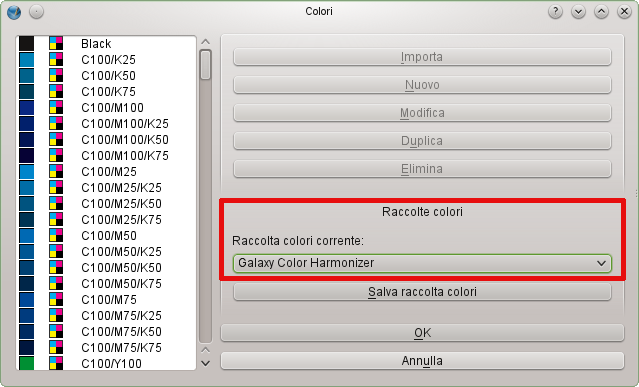 Colori
Black
C100/K25
C100/K50
C100/K75
C100/M100
C100/M100/K25
C100/M100/K50
C100/M100/K75
C100/M25
C100/M25/K25
C100/M25/K50
C100/M25/K75
C100/M50
C100/M50/K25
C100/M50/K50
C100/M50/K75
C100/M75
C100/M75/K25
C100/M75/K50
C100/M75/K75
C100/Y100
Importa
Nuovo
Modifica
Duplica
Elimina
Raccolte colori
Raccolta colori corrente:
Galaxy Color Harmonizer
Salva raccolta colori
OK
Annulla